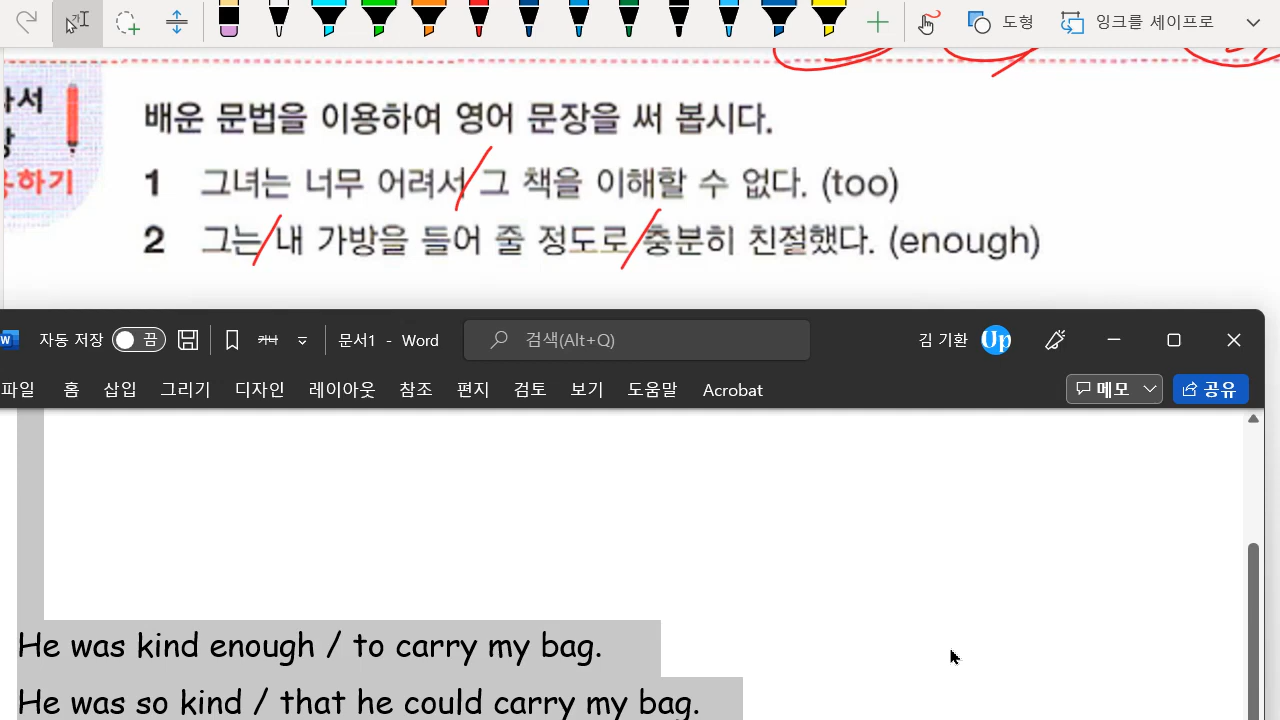 도형
잉크를 셰이프로
서
하기
배운 문법을 이용하여 영어 문장을 써 봅시다.
1 그녀는 너무 어려서 그 책을 이해할 수 없다. (too)
2 그는 내 가방을 들어 줄 정도로 충분히 친절했다. (enough)
자동 저장 끔 문서1 - Word 검색(Alt+Q) 김 기환 Up
파일 홈 삽입 그리기 디자인 레이아웃 참조 편지 검토 보기 도움말 Acrobat 메모 공유
He was kind enough / to carry my bag.
He was so kind / that he could carry my bag.